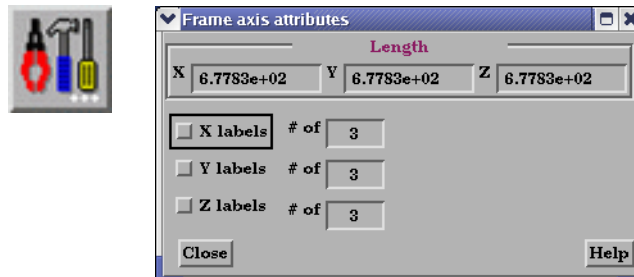 Frame axis attributes
Length
X 6.7783e+02 Y 6.7783e+02 Z 6.7783e+02
X labels # of 3
Y labels # of 3
Z labels # of 3
Close Help